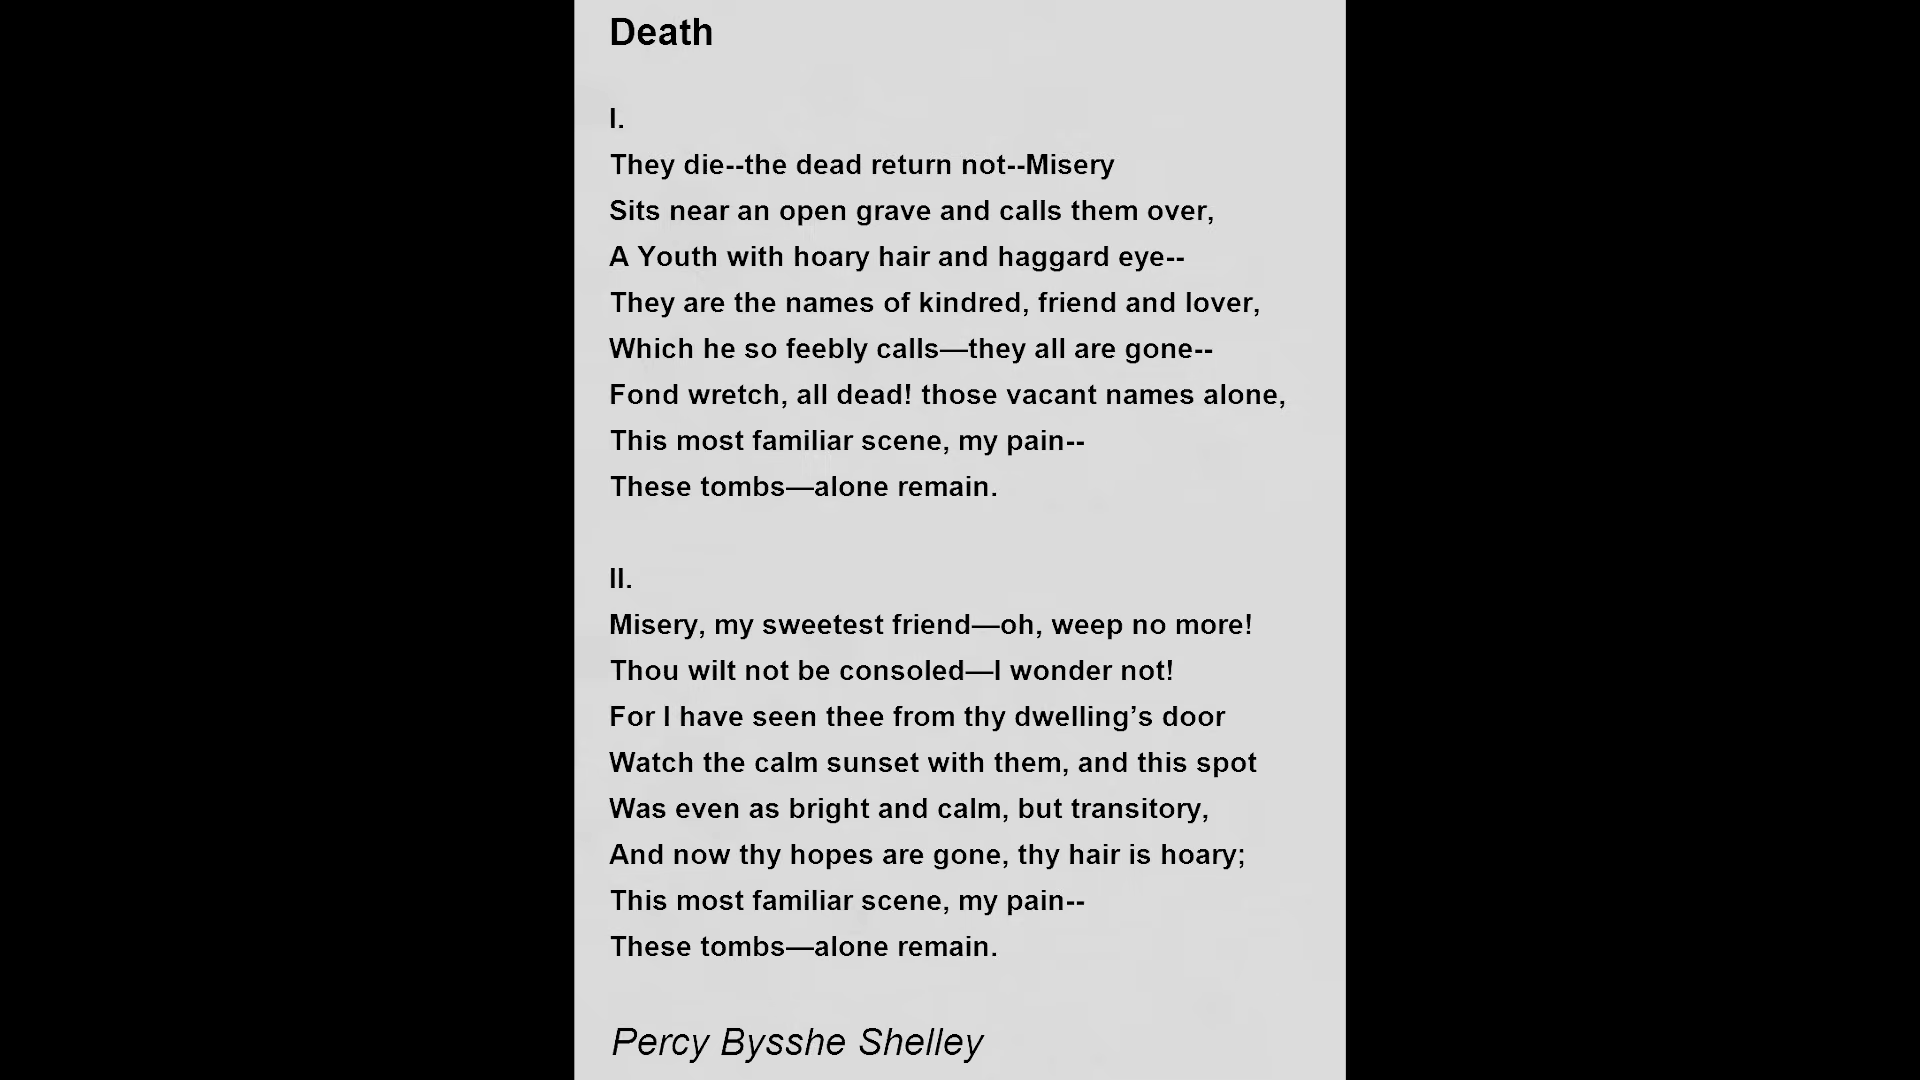 Death
I.
They die--the dead return not--Misery
Sits near an open grave and calls them over,
A Youth with hoary hair and haggard eye--
They are the names of kindred, friend and lover,
Which he so feebly calls—they all are gone--
Fond wretch, all dead! those vacant names alone,
This most familiar scene, my pain--
These tombs—alone remain.
II.
Misery, my sweetest friend—oh, weep no more!
Thou wilt not be consoled—I wonder not!
For I have seen thee from thy dwelling’s door
Watch the calm sunset with them, and this spot
Was even as bright and calm, but transitory,
And now thy hopes are gone, thy hair is hoary;
This most familiar scene, my pain--
These tombs—alone remain.
Percy Bysshe Shelley